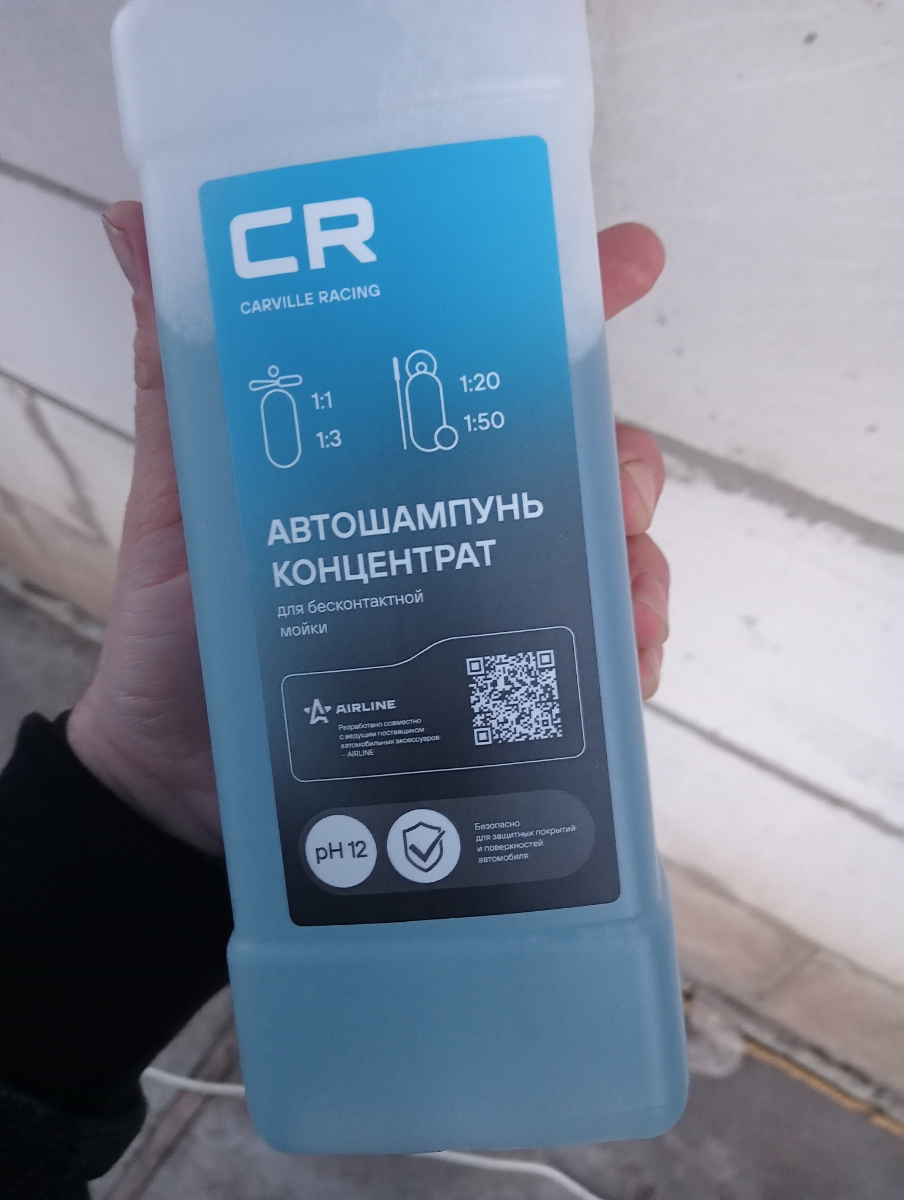 CR
CARVILLE RACING
1:1
1:3
1:20
1:50
АВТОШАМПУНЬ
КОНЦЕНТРАТ
для бесконтактной
мойки
AIRLINE
Разработано совместно
с ведущим поставщиком
автомобильных аксессуаров
– AIRLINE
pH 12
Безопасно
для защитных покрытий
и поверхностей
автомобиля